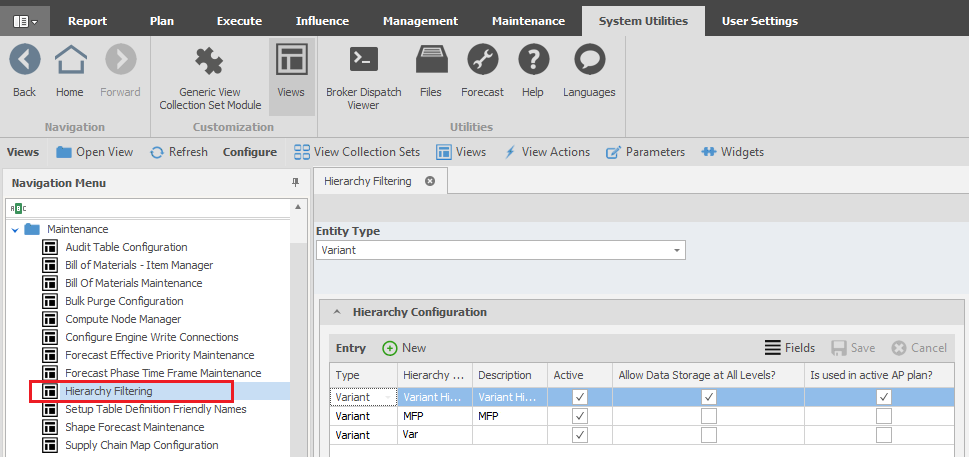 Report Plan Execute Influence Management Maintenance System Utilities User Settings
Back Home Forward Generic View Collection Set Module Views Broker Dispatch Viewer Files Forecast Help Languages
Navigation Customization Utilities
Views Open View Refresh Configure View Collection Sets Views View Actions Parameters Widgets
Navigation Menu
ABC
Maintenance
Audit Table Configuration
Bill of Materials - Item Manager
Bill Of Materials Maintenance
Bulk Purge Configuration
Compute Node Manager
Configure Engine Write Connections
Forecast Effective Priority Maintenance
Forecast Phase Time Frame Maintenance
Hierarchy Filtering
Setup Table Definition Friendly Names
Shape Forecast Maintenance
Supply Chain Map Configuration
Hierarchy Filtering
Entity Type
Variant
Hierarchy Configuration
Entry New Fields Save Cancel
Type Hierarchy ... Description Active Allow Data Storage at All Levels? Is used in active AP plan?
Variant Variant Hi... Variant Hi...
Variant MFP MFP
Variant Var